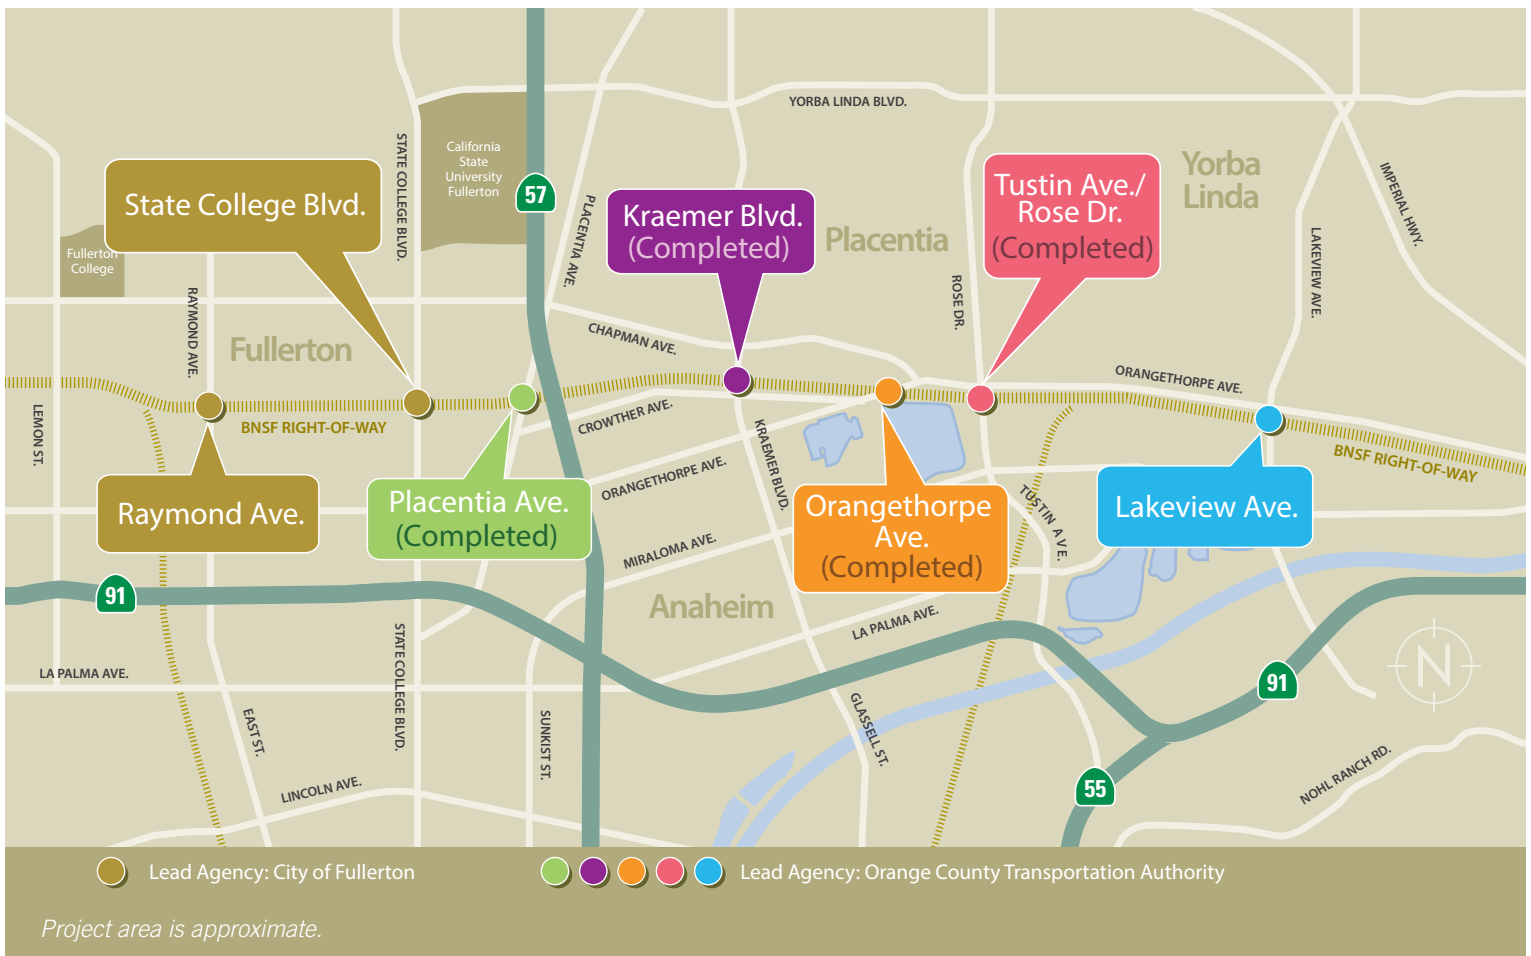 YORBA LINDA BLVD.
California
State
University
Fullerton
STATE COLLEGE BLVD.
57
PLACENTIA AVE.
State College Blvd.
Kraemer Blvd.
(Completed)
Placentia
Tustin Ave./
Rose Dr.
(Completed)
Yorba
Linda
IMPERIAL HWY.
LAKEVIEW AVE.
Fullerton
College
RAYMOND AVE.
ROSE DR.
Fullerton
CHAPMAN AVE.
ORANGETHORPE AVE.
LEMON ST.
BNSF RIGHT-OF-WAY
CROWTHER AVE.
KRAEMER BLVD.
BNSF RIGHT-OF-WAY
ORANGETHORPE AVE.
Raymond Ave.
Placentia Ave.
(Completed)
Orangethorpe
Ave.
(Completed)
TUSTIN AVE.
Lakeview Ave.
MIRALOMA AVE.
91
Anaheim
LA PALMA AVE.
LA PALMA AVE.
STATE COLLEGE BLVD.
N
91
EAST ST.
SUNKIST ST.
GLASSELL ST.
LINCOLN AVE.
55
NOHL RANCH RD.
Lead Agency: City of Fullerton
Lead Agency: Orange County Transportation Authority
Project area is approximate.